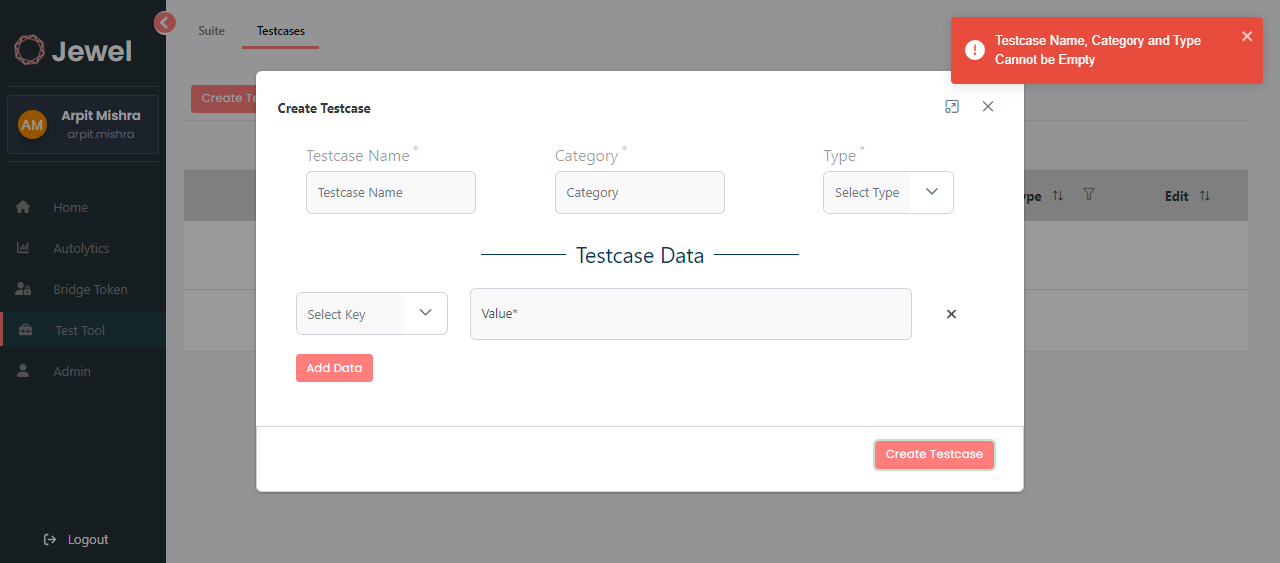 Jewel
AM
Arpit Mishra
arpit.mishra
Home
Autolytics
Bridge Token
Test Tool
Admin
Logout
Suite
Testcases
Testcase Name, Category and Type
Cannot be Empty
Create Te
Create Testcase
Testcase Name *
Category *
Type *
Testcase Name
Category
Select Type
ype
Edit
Testcase Data
Select Key
Value*
Add Data
Create Testcase